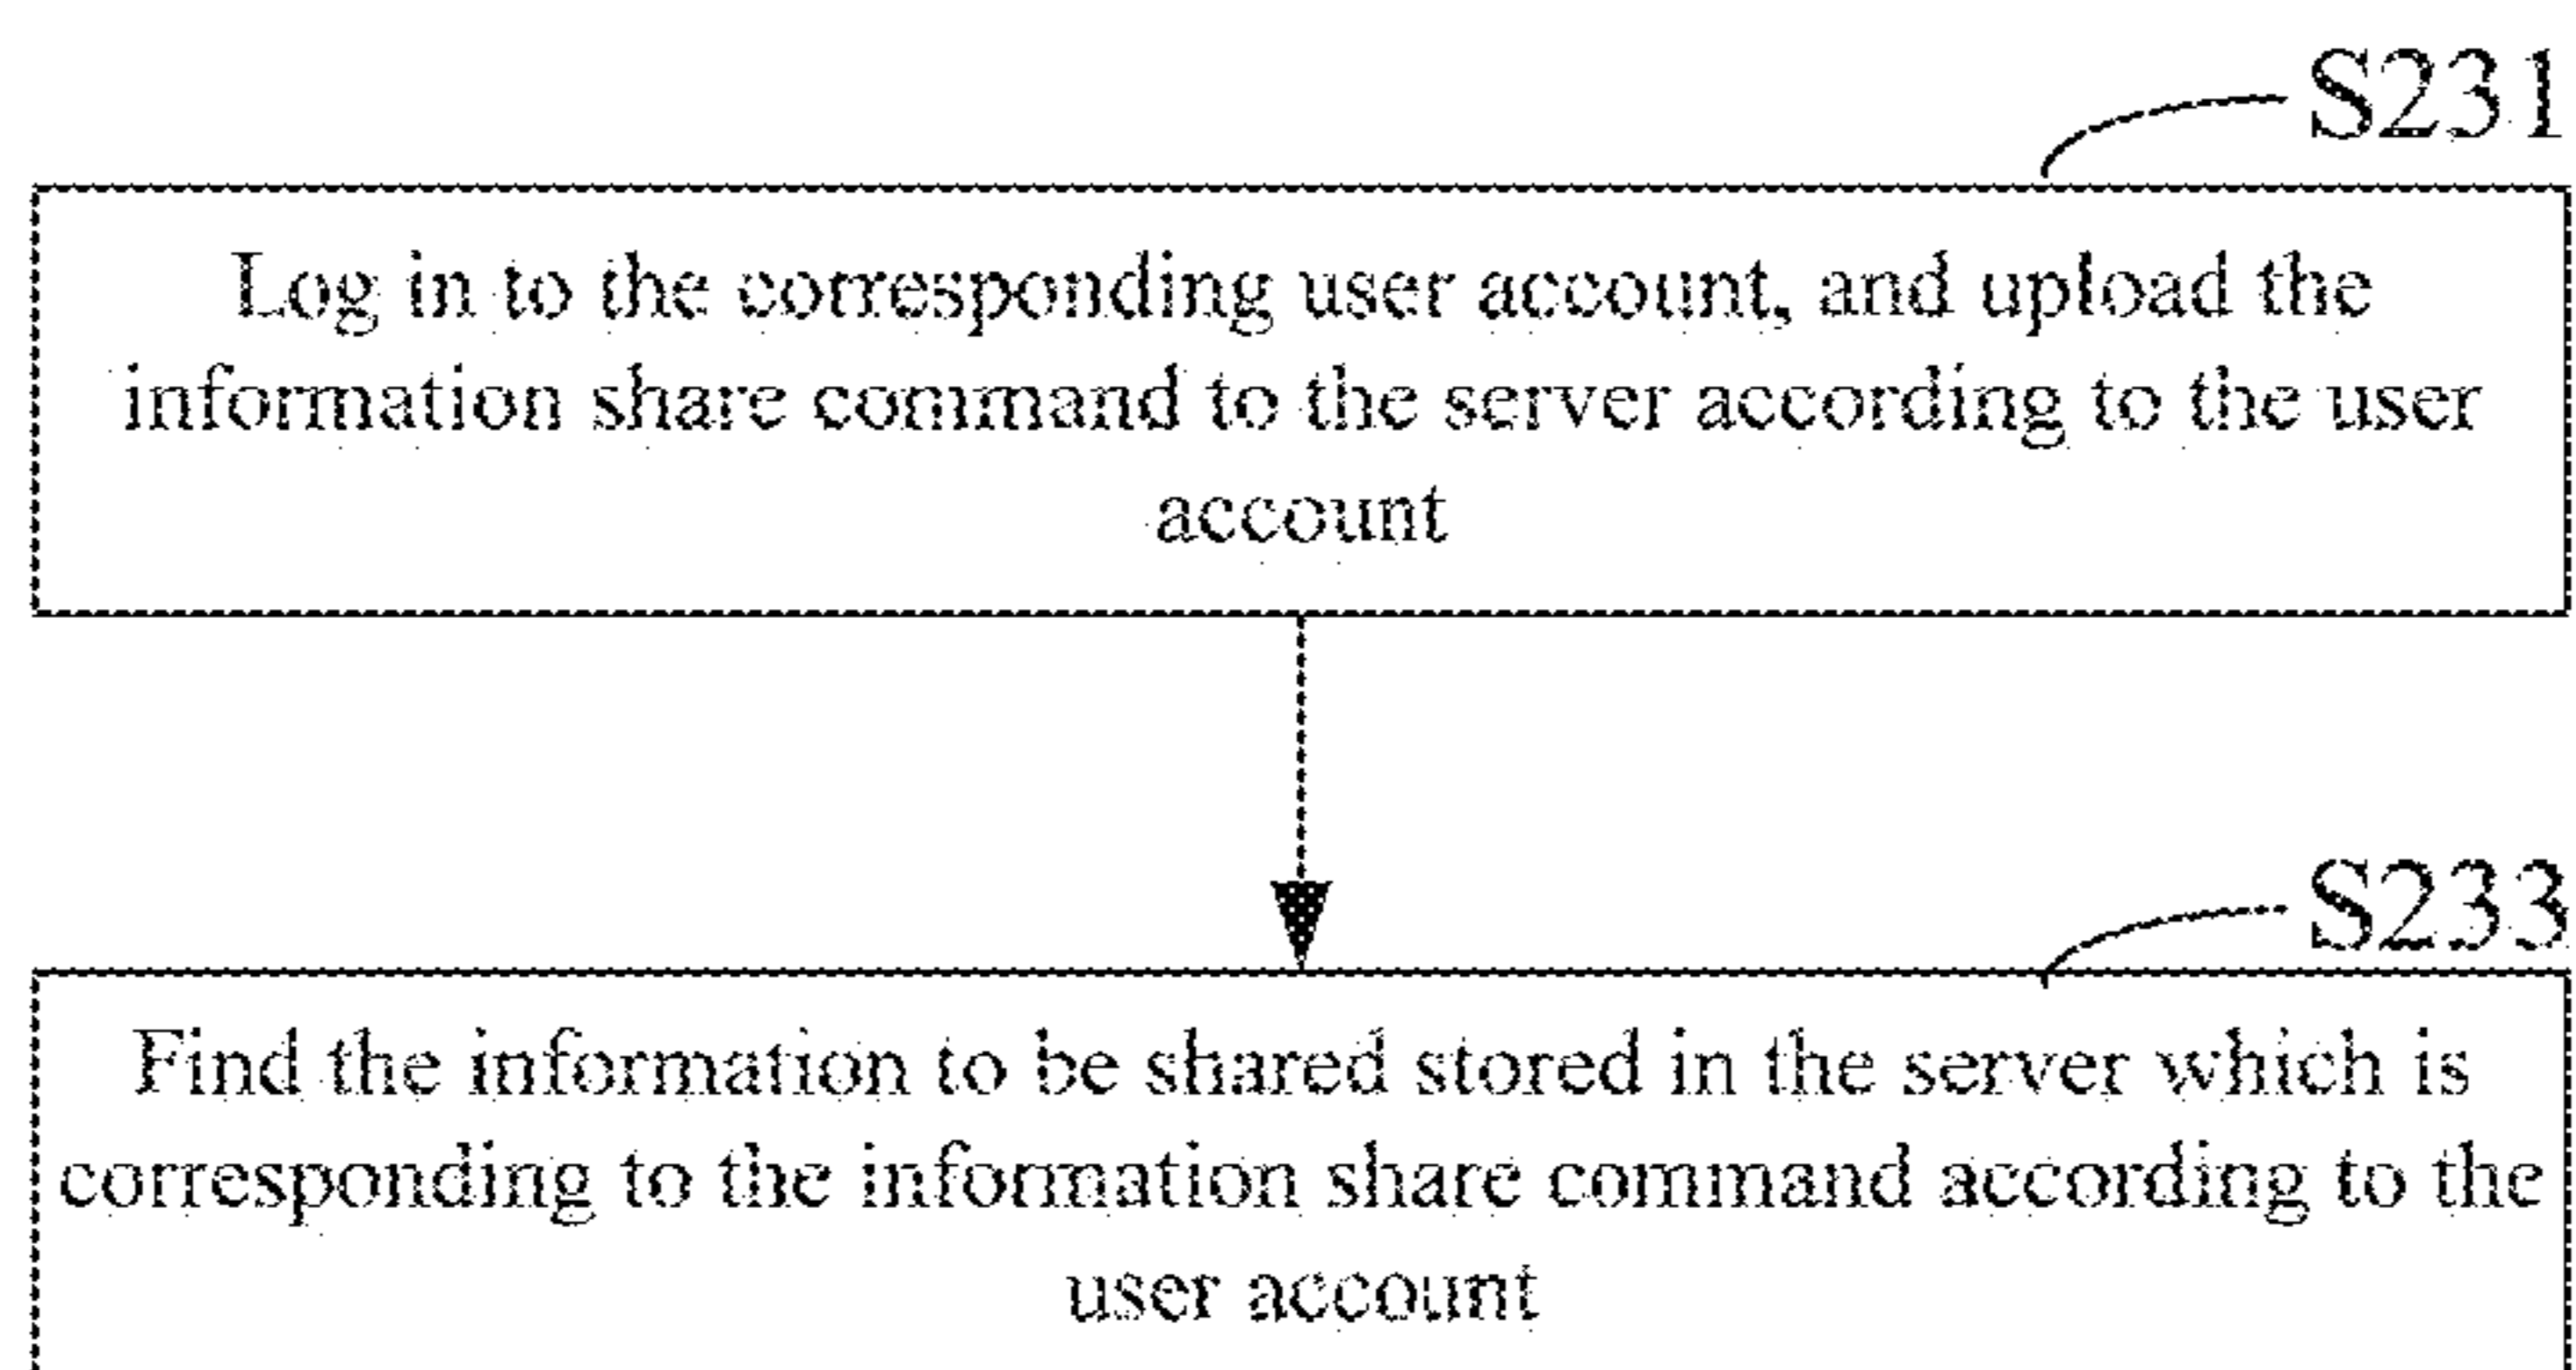 S231
Log in to the corresponding user account, and upload the
information share command to the server according to the user
account
S233
Find the information to be shared stored in the server which is
corresponding to the information share command according to the
user account